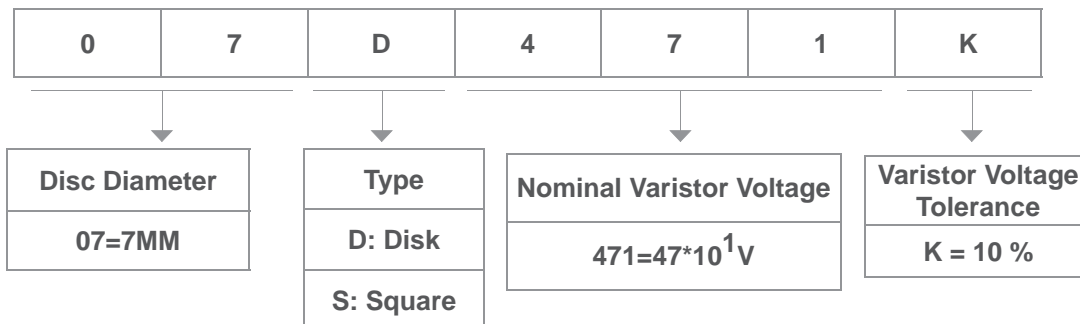 0 7 D 4 7 1 K
Disc Diameter
07=7MM
Type
D: Disk
S: Square
Nominal Varistor Voltage
471=47*10¹V
Varistor Voltage
Tolerance
K = 10 %